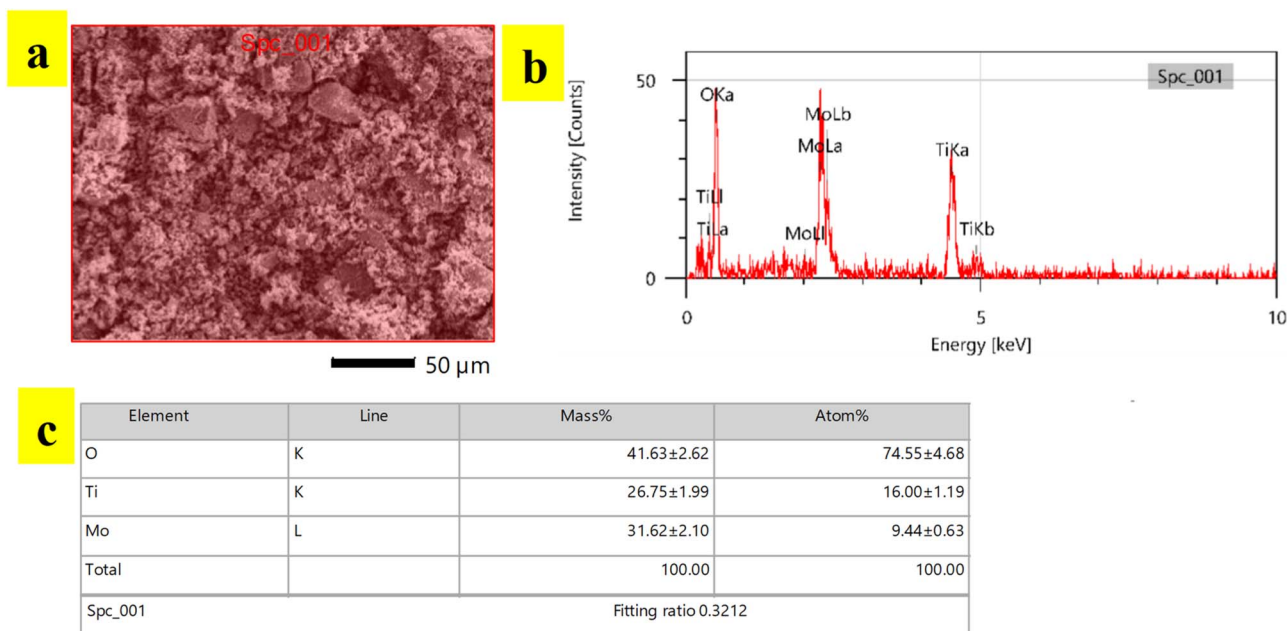 a
Spc_001
50 µm
b
Spc_001
50
0
OKa
MoLb
MoLa
TiKa
TiLl
TiLa
MoLl
TiKb
0 5 10
Intensity [Counts]
Energy [keV]
c
Element Line Mass% Atom%
O K 41.63±2.62 74.55±4.68
Ti K 26.75±1.99 16.00±1.19
Mo L 31.62±2.10 9.44±0.63
Total 100.00 100.00
Spc_001 Fitting ratio 0.3212